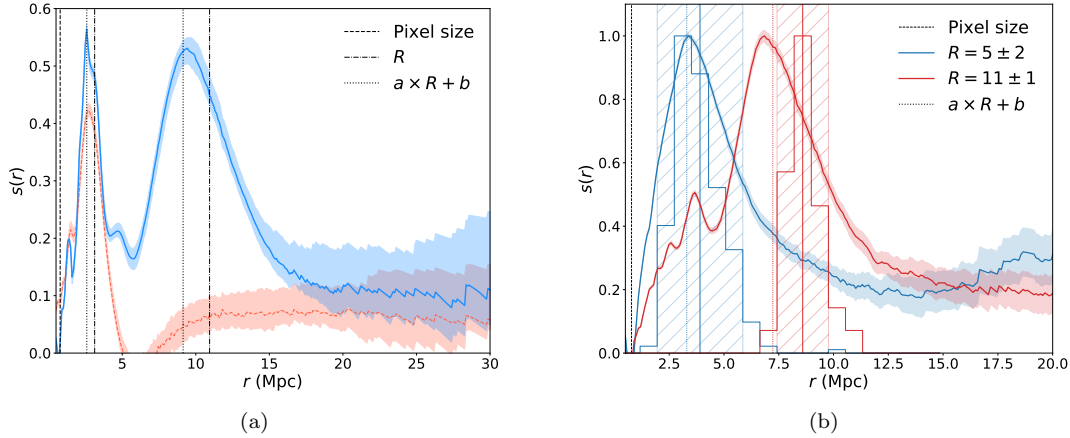 0.6
0.5
0.4
0.3
0.2
0.1
0.0
s(r)
Pixel size
R
a × R + b
0 5 10 15 20 25 30
r (Mpc)
(a)
1.0
0.8
0.6
0.4
0.2
0.0
s(r)
Pixel size
R = 5 ± 2
R = 11 ± 1
a × R + b
2.5 5.0 7.5 10.0 12.5 15.0 17.5 20.0
r (Mpc)
(b)